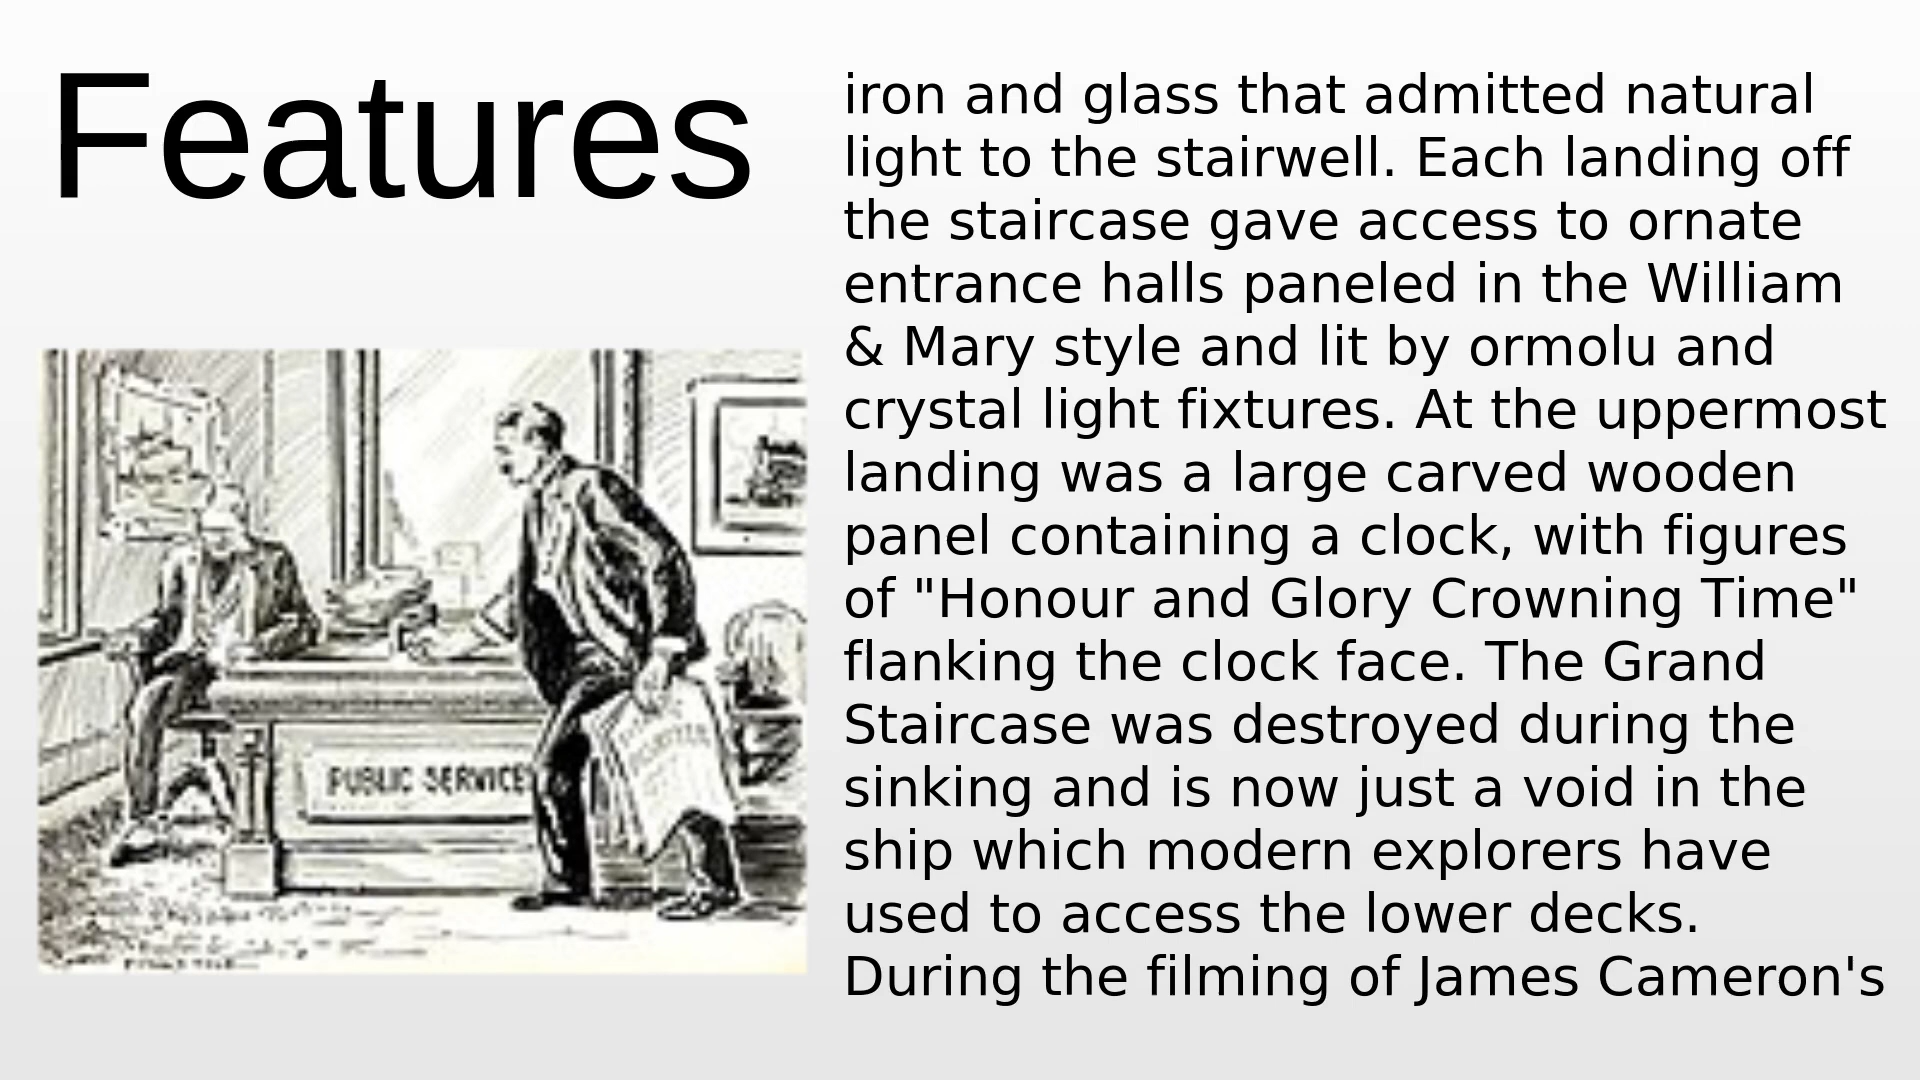 Features
iron and glass that admitted natural
light to the stairwell. Each landing off
the staircase gave access to ornate
entrance halls paneled in the William
& Mary style and lit by ormolu and
crystal light fixtures. At the uppermost
landing was a large carved wooden
panel containing a clock, with figures
of "Honour and Glory Crowning Time"
flanking the clock face. The Grand
Staircase was destroyed during the
sinking and is now just a void in the
ship which modern explorers have
used to access the lower decks.
During the filming of James Cameron's
PUBLIC SERVICE